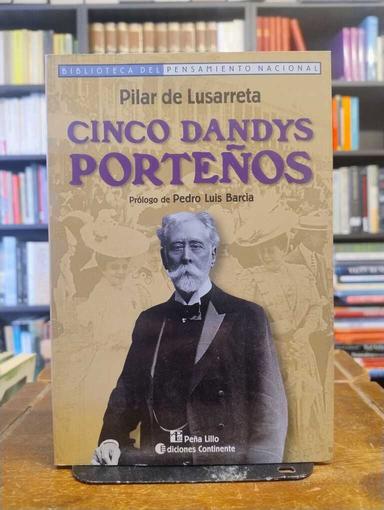 BIBLIOTECA DEL PENSAMIENTO NACIONAL
Pilar de Lusarreta
CINCO DANDYS
PORTEÑOS
Prólogo de Pedro Luis Barcia
Peña Lillo
Ediciones Continente